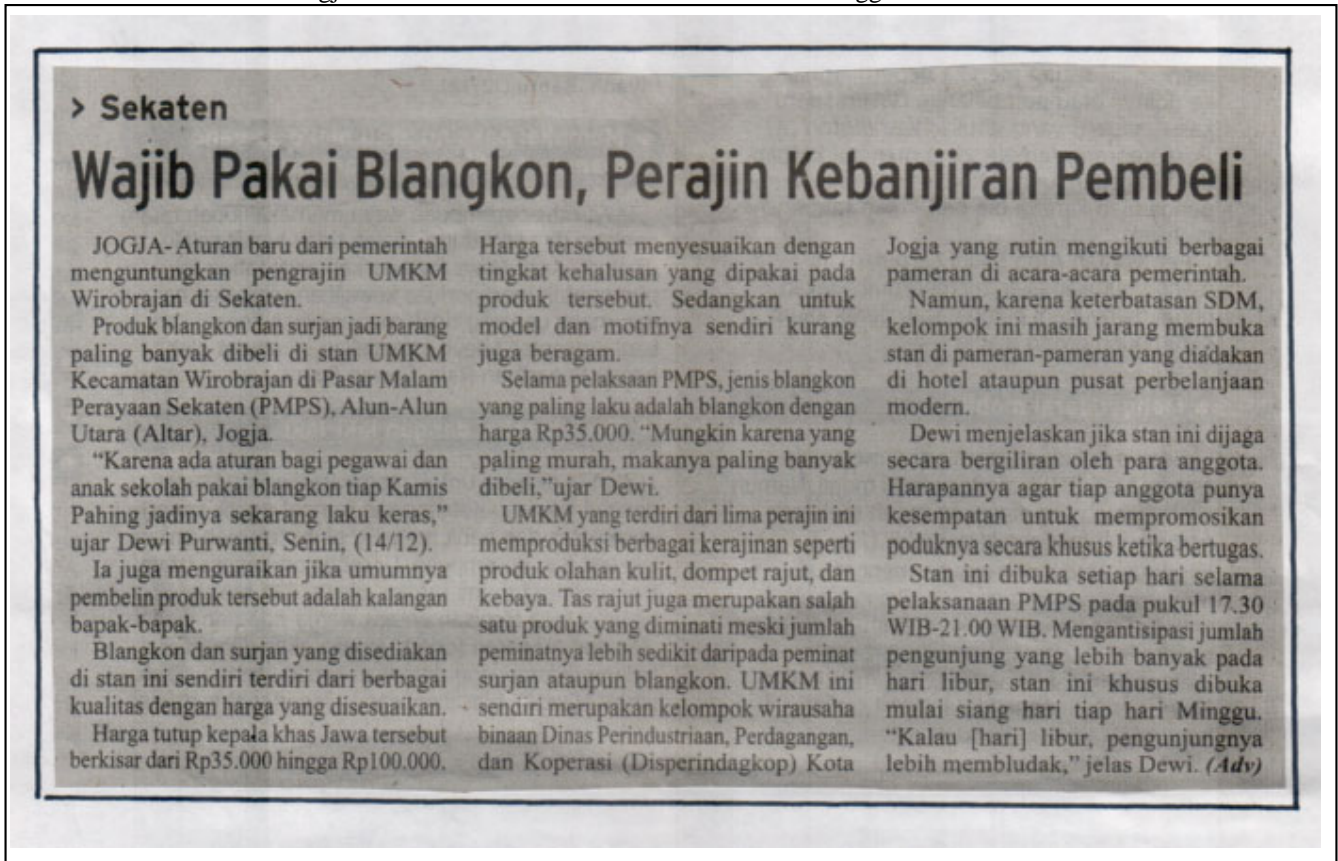 > Sekaten
Wajib Pakai Blangkon, Perajin Kebanjiran Pembeli
JOGJA- Aturan baru dari pemerintah
menguntungkan pengrajin UMKM
Wirobrajan di Sekaten.
Produk blangkon dan surjan jadi barang
paling banyak dibeli di stan UMKM
Kecamatan Wirobrajan di Pasar Malam
Perayaan Sekaten (PMPS), Alun-Alun
Utara (Altar), Jogja.
“Karena ada aturan bagi pegawai dan
anak sekolah pakai blangkon tiap Kamis
Pahing jadinya sekarang laku keras,”
ujar Dewi Purwanti, Senin, (14/12).
Ia juga menguraikan jika umumnya
pembelin produk tersebut adalah kalangan
bapak-bapak.
Blangkon dan surjan yang disediakan
di stan ini sendiri terdiri dari berbagai
kualitas dengan harga yang disesuaikan.
Harga tutup kepala khas Jawa tersebut
berkisar dari Rp35.000 hingga Rp100.000.
Harga tersebut menyesuaikan dengan
tingkat kehalusan yang dipakai pada
produk tersebut. Sedangkan untuk
model dan motifnya sendiri kurang
juga beragam.
Selama pelaksaan PMPS, jenis blangkon
yang paling laku adalah blangkon dengan
harga Rp35.000. “Mungkin karena yang
paling murah, makanya paling banyak
dibeli,”ujar Dewi.
UMKM yang terdiri dari lima perajin ini
memproduksi berbagai kerajinan seperti
produk olahan kulit, dompet rajut, dan
kebaya. Tas rajut juga merupakan salah
satu produk yang diminati meski jumlah
peminatnya lebih sedikit daripada peminat
surjan ataupun blangkon. UMKM ini
sendiri merupakan kelompok wirausaha
binaan Dinas Perindustriaan, Perdagangan,
dan Koperasi (Disperindagkop) Kota
Jogja yang rutin mengikuti berbagai
pameran di acara-acara pemerintah.
Namun, karena keterbatasan SDM,
kelompok ini masih jarang membuka
stan di pameran-pameran yang diadakan
di hotel ataupun pusat perbelanjaan
modern.
Dewi menjelaskan jika stan ini dijaga
secara bergiliran oleh para anggota.
Harapannya agar tiap anggota punya
kesempatan untuk mempromosikan
poduknya secara khusus ketika bertugas.
Stan ini dibuka setiap hari selama
pelaksanaan PMPS pada pukul 17.30
WIB-21.00 WIB. Mengantisipasi jumlah
pengunjung yang lebih banyak pada
hari libur, stan ini khusus dibuka
mulai siang hari tiap hari Minggu.
“Kalau [hari] libur, pengunjungnya
lebih membludak,” jelas Dewi. (Adv)